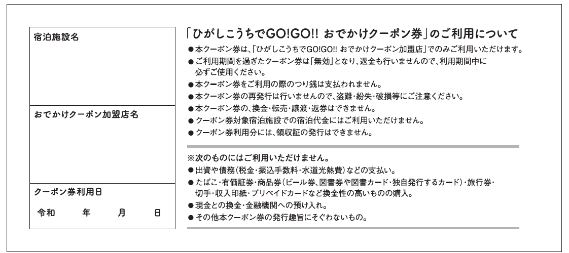 宿泊施設名
おでかけクーポン加盟店名
クーポン券利用日
令和　　年　　月　　日
「ひがしこうちでGO!GO!! おでかけクーポン券」のご利用について
●本クーポン券は、「ひがしこうちでGO!GO!! おでかけクーポン加盟店」でのみご利用いただけます。
●ご利用期間を過ぎたクーポン券は「無効」となり、返金も行いませんので、利用期間中に
必ずご使用ください。
●本クーポン券をご利用の際のつり銭は支払われません。
●本クーポン券の再発行は行いませんので、盗難・紛失・破損等にご注意ください。
●本クーポン券の、換金・転売・譲渡・返券はできません。
●クーポン券対象宿泊施設での宿泊代金にはご利用いただけません。
●クーポン券利用分には、領収証の発行はできません。
※次のものにはご利用いただけません。
●出資や債務(税金・振込手数料・水道光熱費)などの支払い。
●たばこ・有価証券・商品券(ビール券、図書券や図書カード・独自発行するカード)・旅行券・
切手・収入印紙・プリペイドカードなど換金性の高いものの購入。
●現金との換金・金融機関への預け入れ。
●その他本クーポン券の発行趣旨にそぐわないもの。